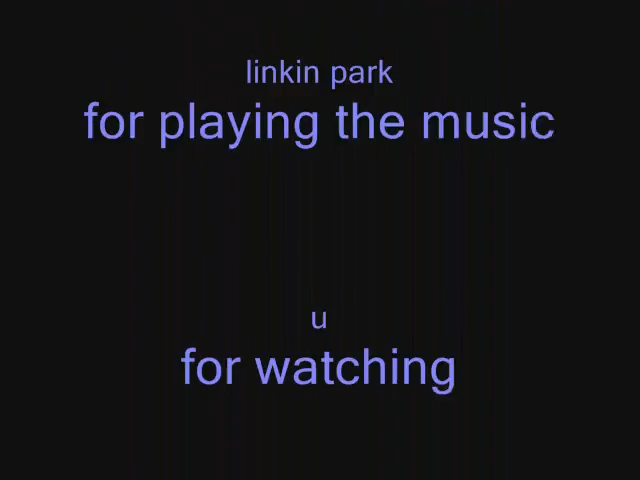 linkin park
for playing the music
u
for watching